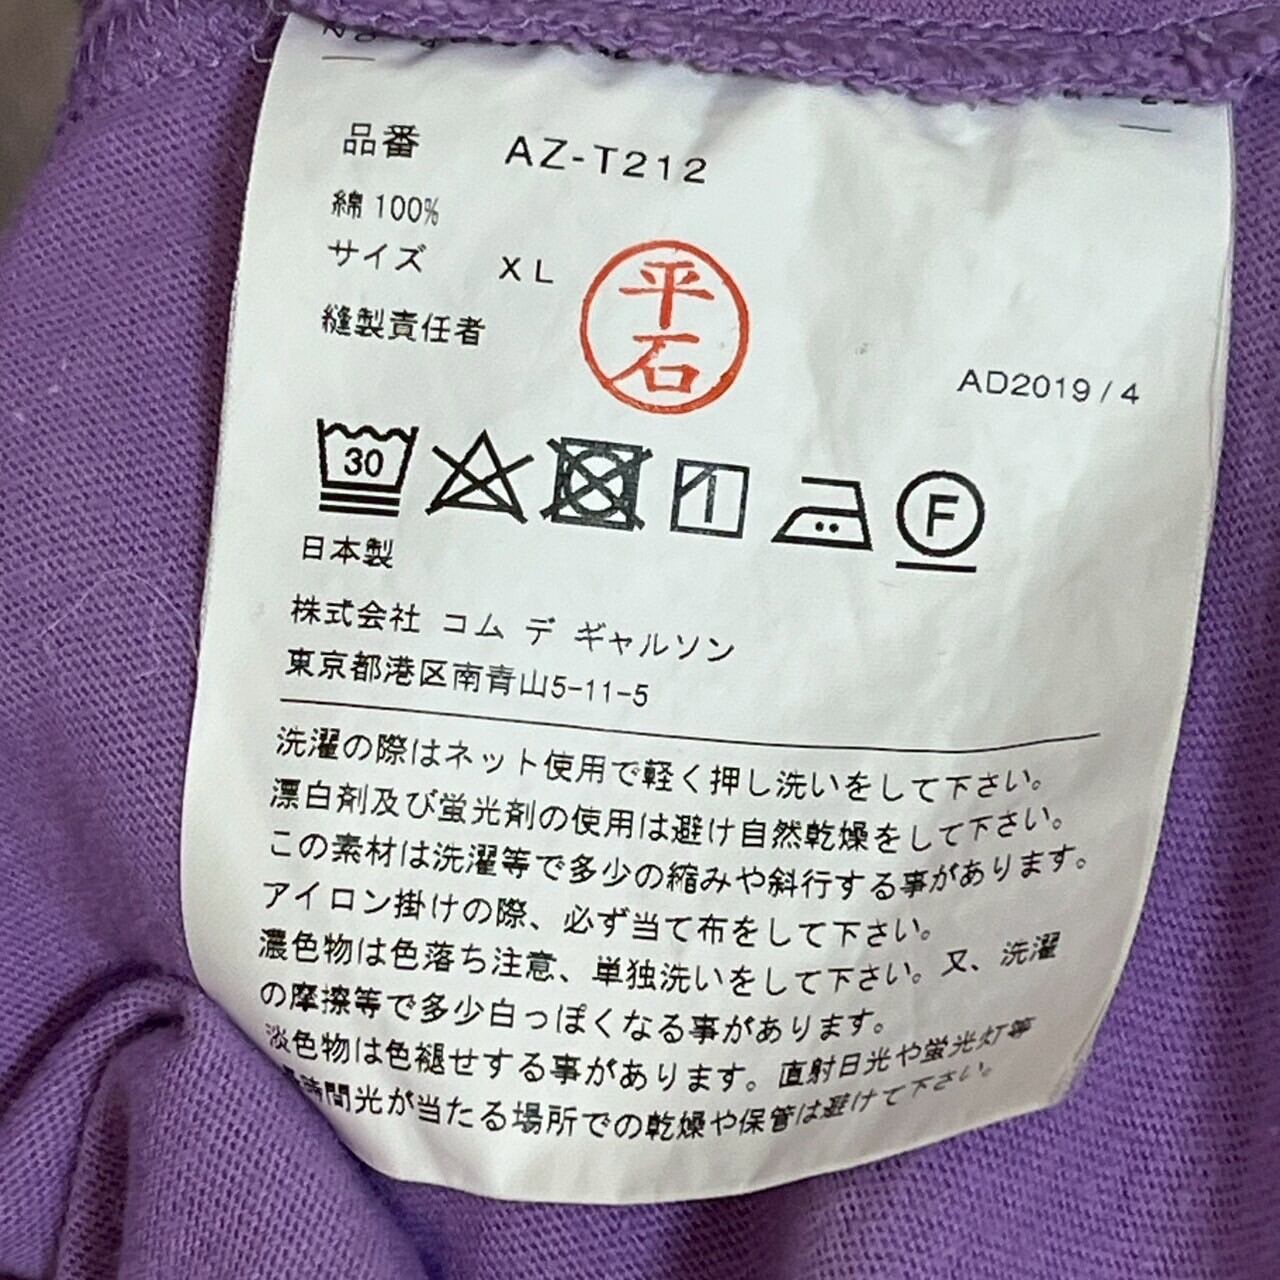 品番 AZ-T212
綿 100%
サイズ XL
縫製責任者
平石
AD2019/4
30
1
F
日本製
株式会社 コム デ ギャルソン
東京都港区南青山5-11-5
洗濯の際はネット使用で軽く押し洗いをして下さい。
漂白剤及び蛍光剤の使用は避け自然乾燥をして下さい。
この素材は洗濯等で多少の縮みや斜行する事があります。
アイロン掛けの際、必ず当て布をして下さい。
濃色物は色落ち注意、単独洗いをして下さい。又、洗濯
の摩擦等で多少白っぽくなる事があります。
淡色物は色褪せする事があります。直射日光や蛍光灯等
時間光が当たる場所での乾燥や保管は避けて下さい。